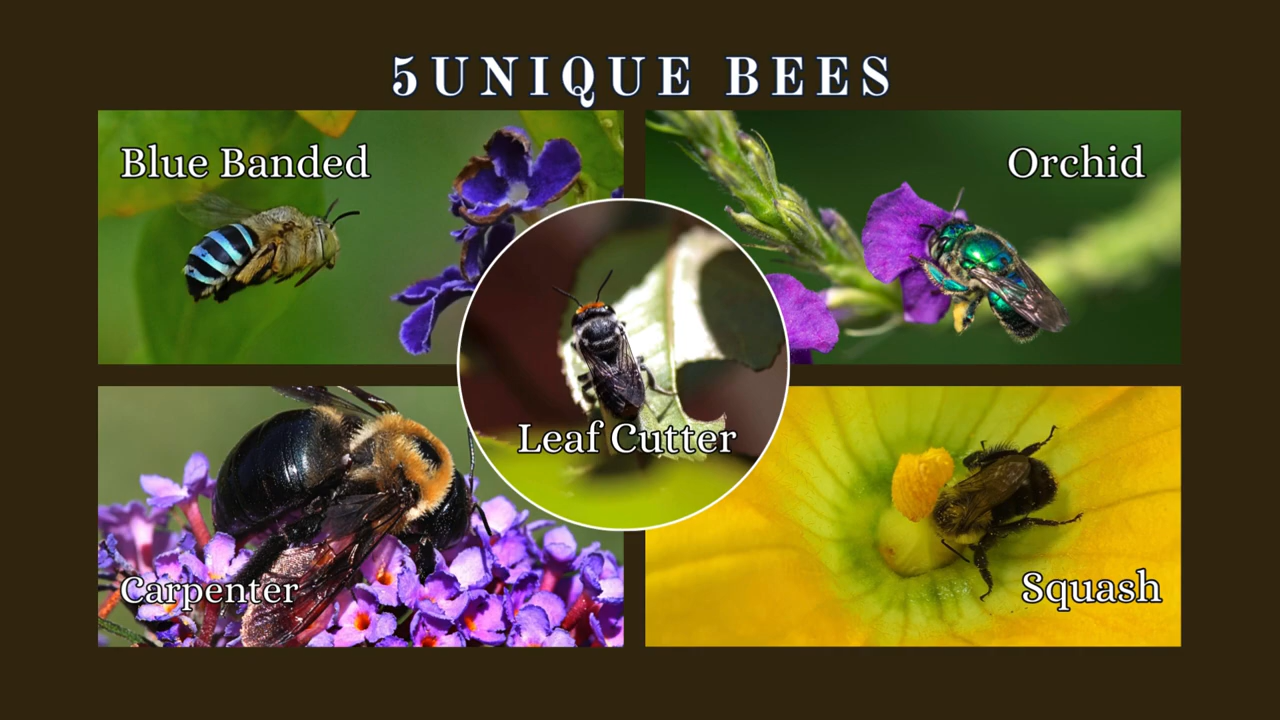 5UNIQUE BEES
Blue Banded
Orchid
Leaf Cutter
Carpenter
Squash